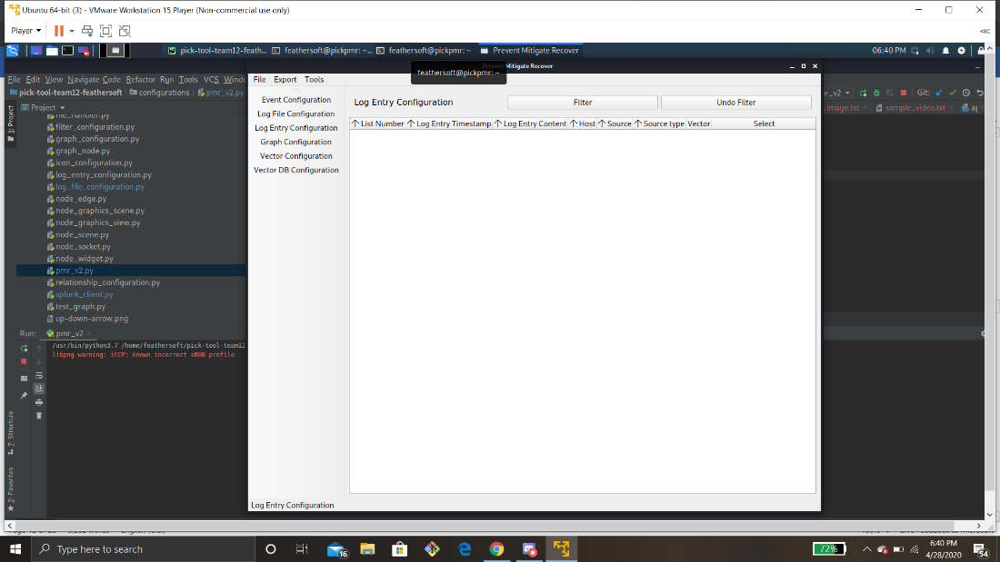 Ubuntu 64-bit (3) - VMware Workstation 15 Player (Non-commercial use only)
Player
pick-tool-team12-feath... feathersoft@pickpmr: ~... feathersoft@pickpmr: ~ Prevent Mitigate Recover 06:40 PM
File Edit View Navigate Code Refactor Run Tools VCS Windo
pick-tool-team12-feathersoft configurations pmr_v2.py
r_v2 Git:
_image.txt sample_video.txt
Project
1: Project
file_handler.py
filter_configuration.py
graph_configuration.py
graph_node.py
icon_configuration.py
log_entry_configuration.py
log_file_configuration.py
node_edge.py
node_graphics_scene.py
node_graphics_view.py
node_scene.py
node_socket.py
node_widget.py
pmr_v2.py
relationship_configuration.py
splunk_client.py
test_graph.py
up-down-arrow.png
Run: pmr_v2
/usr/bin/python3.7 /home/feathersoft/pick-tool-team12
libpng warning: iCCP: known incorrect sRGB profile
7: Structure
2: Favorites
Prevent Mitigate Recover
feathersoft@pickpmr: ~
File Export Tools
Event Configuration
Log File Configuration
Log Entry Configuration
Graph Configuration
Vector Configuration
Vector DB Configuration
Log Entry Configuration Filter Undo Filter
List Number Log Entry Timestamp Log Entry Content Host Source Source type Vector Select
Log Entry Configuration
Type here to search
16
72%
6:40 PM
4/28/2020
54